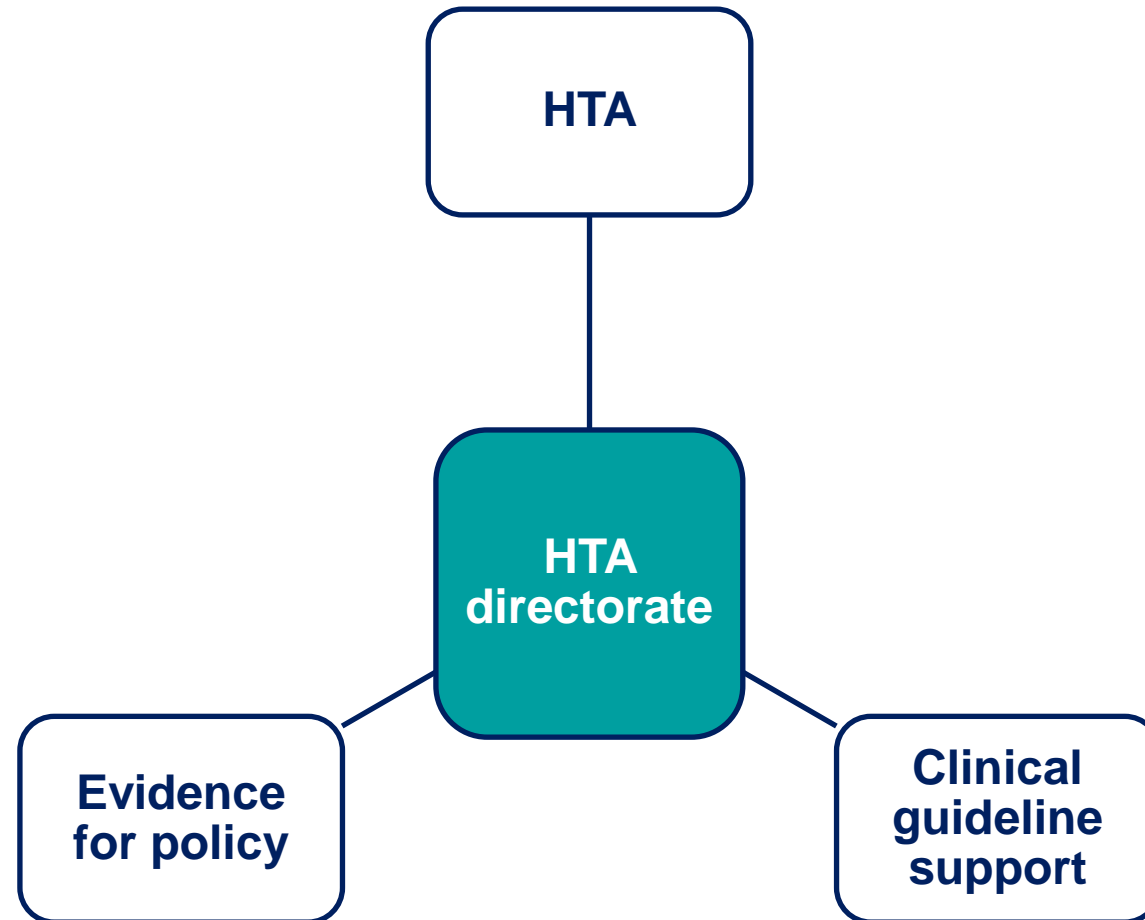 HTA
HTA
directorate
Evidence
for policy
Clinical
guideline
support